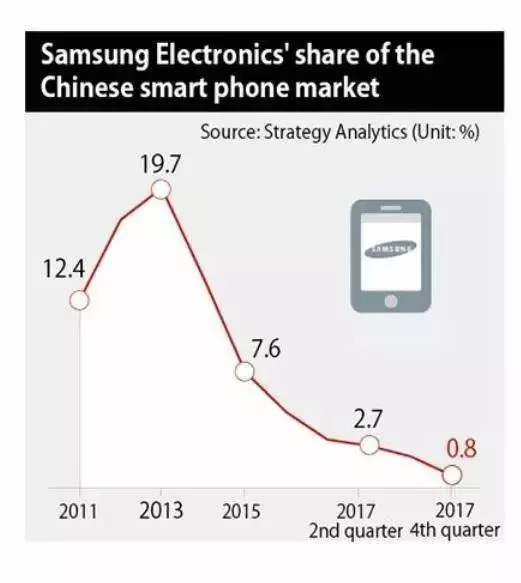 Samsung Electronics' share of the
Chinese smart phone market
Source: Strategy Analytics (Unit: %)
19.7
12.4
SAMSUNG
7.6
2.7
0.8
2011 2013 2015 2017 2017
2nd quarter 4th quarter